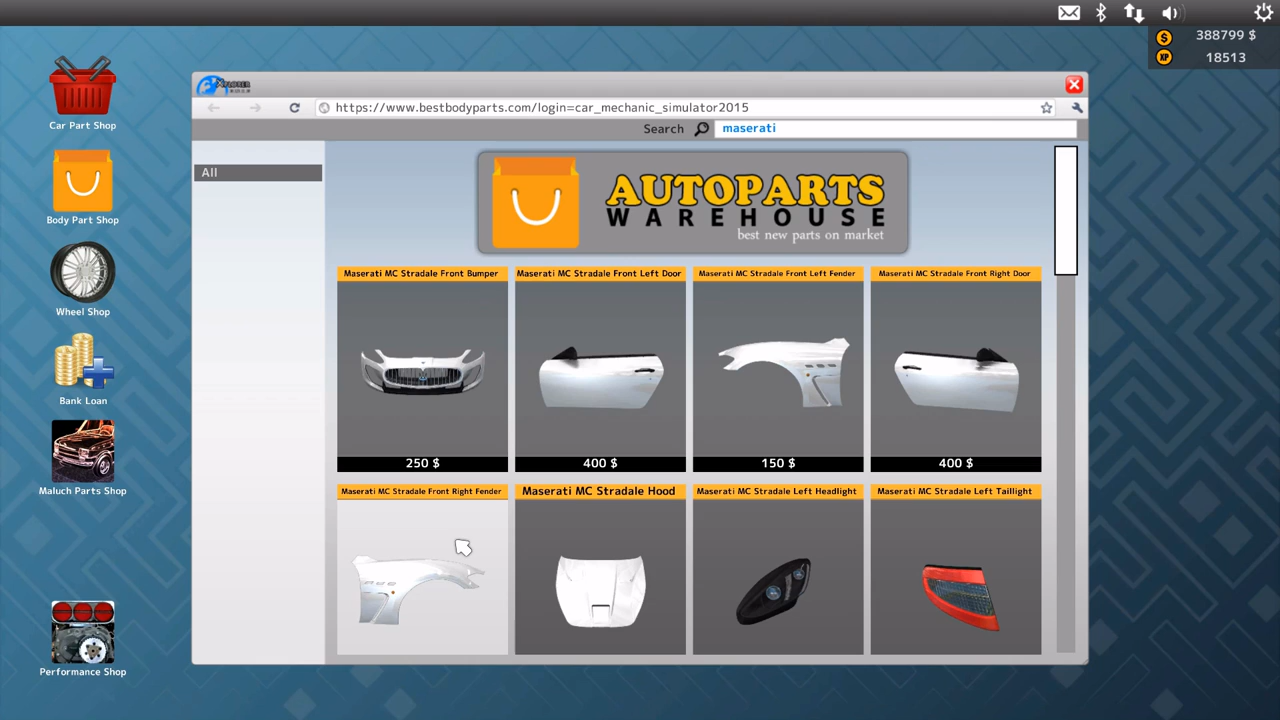 388799 $
18513
Car Part Shop
Body Part Shop
Wheel Shop
Bank Loan
Maluch Parts Shop
Performance Shop
https://www.bestbodyparts.com/login=car_mechanic_simulator2015
Search maserati
All
AUTOPARTS
WAREHOUSE
best new parts on market
Maserati MC Stradale Front Bumper
Maserati MC Stradale Front Left Door
Maserati MC Stradale Front Left Fender
Maserati MC Stradale Front Right Door
250 $
400 $
150 $
400 $
Maserati MC Stradale Front Right Fender
Maserati MC Stradale Hood
Maserati MC Stradale Left Headlight
Maserati MC Stradale Left Taillight